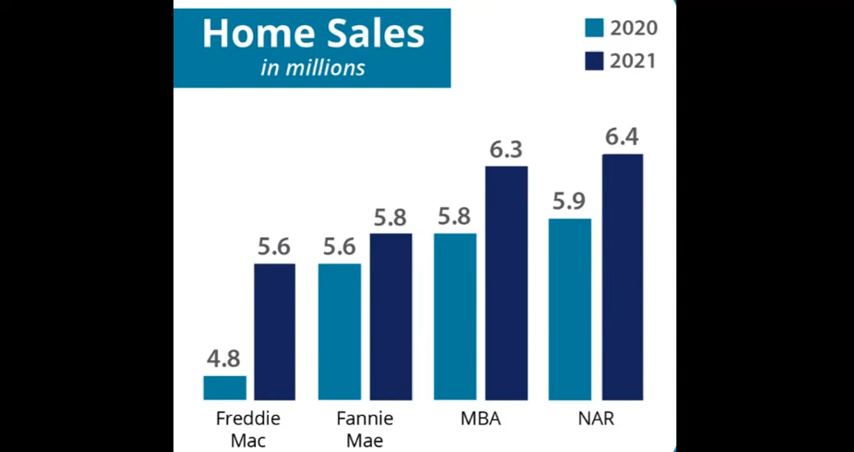 Home Sales
in millions
2020
2021
4.8
5.6
5.6
5.8
5.8
6.3
5.9
6.4
Freddie
Mac
Fannie
Mae
MBA
NAR